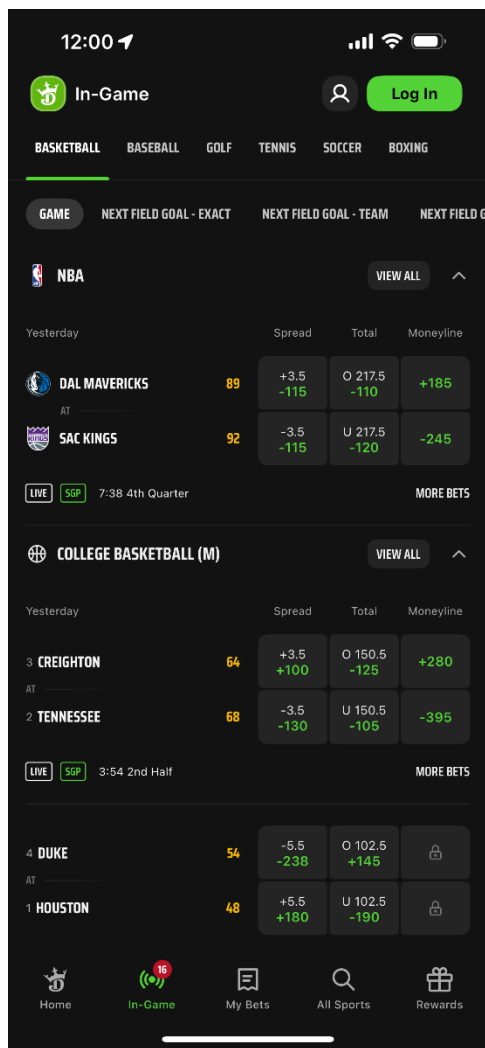 12:00
In-Game
Log In
BASKETBALL BASEBALL GOLF TENNIS SOCCER BOXING
GAME NEXT FIELD GOAL - EXACT NEXT FIELD GOAL - TEAM NEXT FIELD G
NBA VIEW ALL
Yesterday Spread Total Moneyline
DAL MAVERICKS 89 +3.5 -115 O 217.5 -110 +185
AT
KINGS
SAC KINGS 92 -3.5 -115 U 217.5 -120 -245
LIVE SGP 7:38 4th Quarter MORE BETS
COLLEGE BASKETBALL (M) VIEW ALL
Yesterday Spread Total Moneyline
3 CREIGHTON 64 +3.5 +100 O 150.5 -125 +280
AT
2 TENNESSEE 68 -3.5 -130 U 150.5 -105 -395
LIVE SGP 3:54 2nd Half MORE BETS
4 DUKE 54 -5.5 -238 O 102.5 +145
AT
1 HOUSTON 48 +5.5 +180 U 102.5 -190
16
Home In-Game My Bets All Sports Rewards